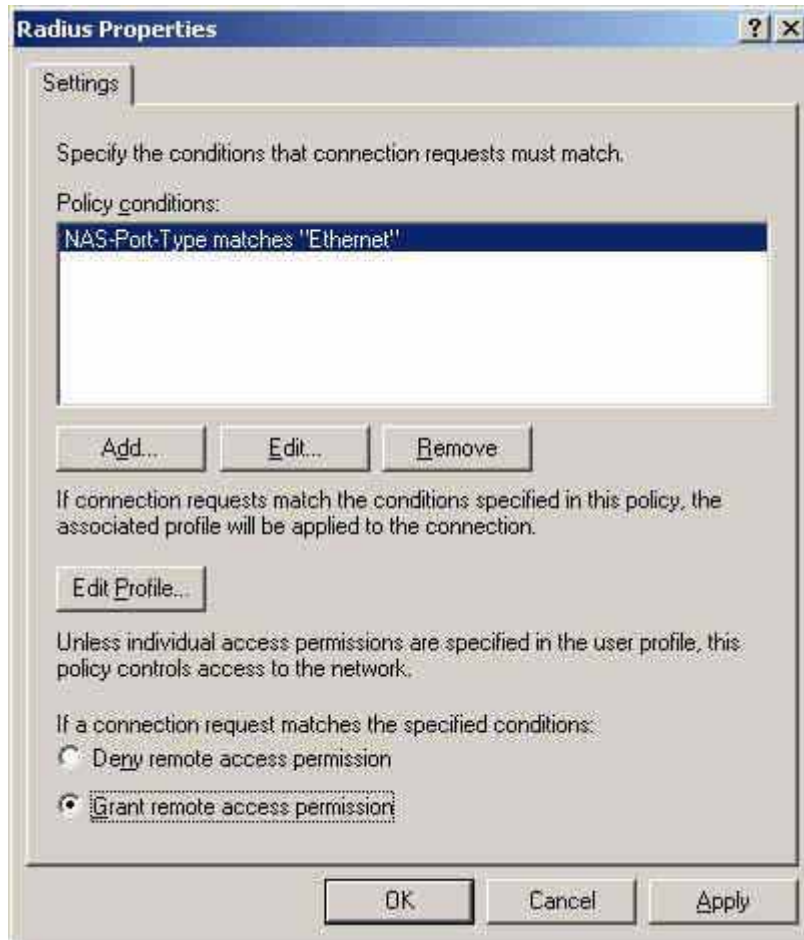 Radius Properties
Settings
Specify the conditions that connection requests must match.
Policy conditions:
NAS-Port-Type matches "Ethernet"
Add... Edit... Remove
If connection requests match the conditions specified in this policy, the
associated profile will be applied to the connection.
Edit Profile...
Unless individual access permissions are specified in the user profile, this
policy controls access to the network.
If a connection request matches the specified conditions:
Deny remote access permission
Grant remote access permission
OK Cancel Apply